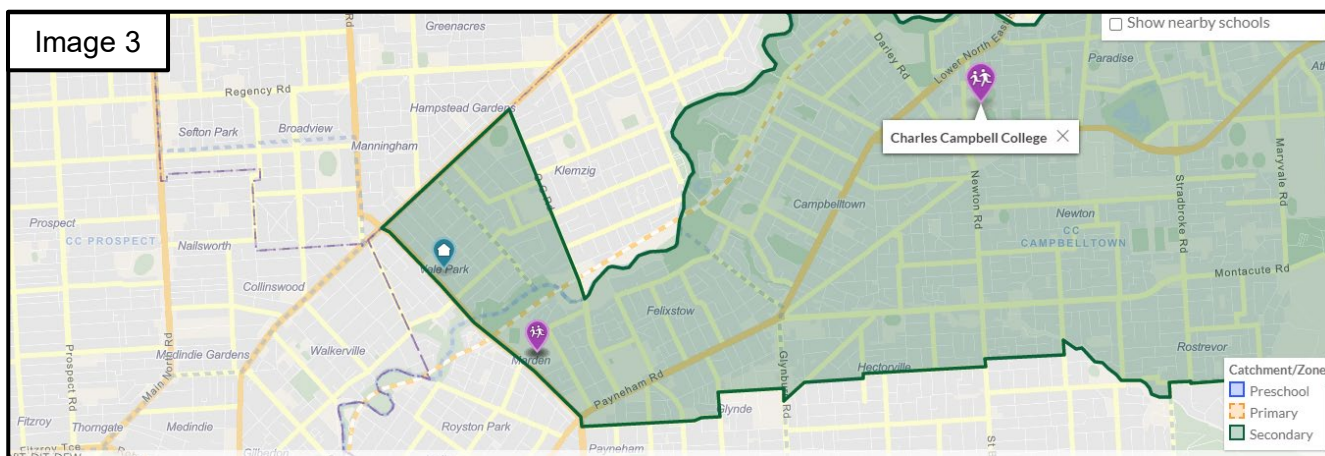 Image 3
Greenacres
Show nearby schools
Lower North East
Darley Rd
Paradise
Regency Rd
Hampstead Gardens
Sefton Park
Broadview
Manningham
Charles Campbell College
Klemzig
Maryvale Rd
Newton Rd
Stradbroke Rd
Campbelltown
Prospect
CC PROSPECT
Nailsworth
Newton
CC
CAMPBELLTOWN
Vale Park
Montacute Rd
Collinswood
Felixstow
Walkerville
Medindie Gardens
Marden
Main North Rd
Prospect Rd
Rostrevor
Hectorville
Catchment/Zone
Preschool
Primary
Secondary
Payneham Rd
Glynde
Fitzroy
Thorngate
Medindie
Royston Park
Payneham
Fitzroy Tce
Gilberton